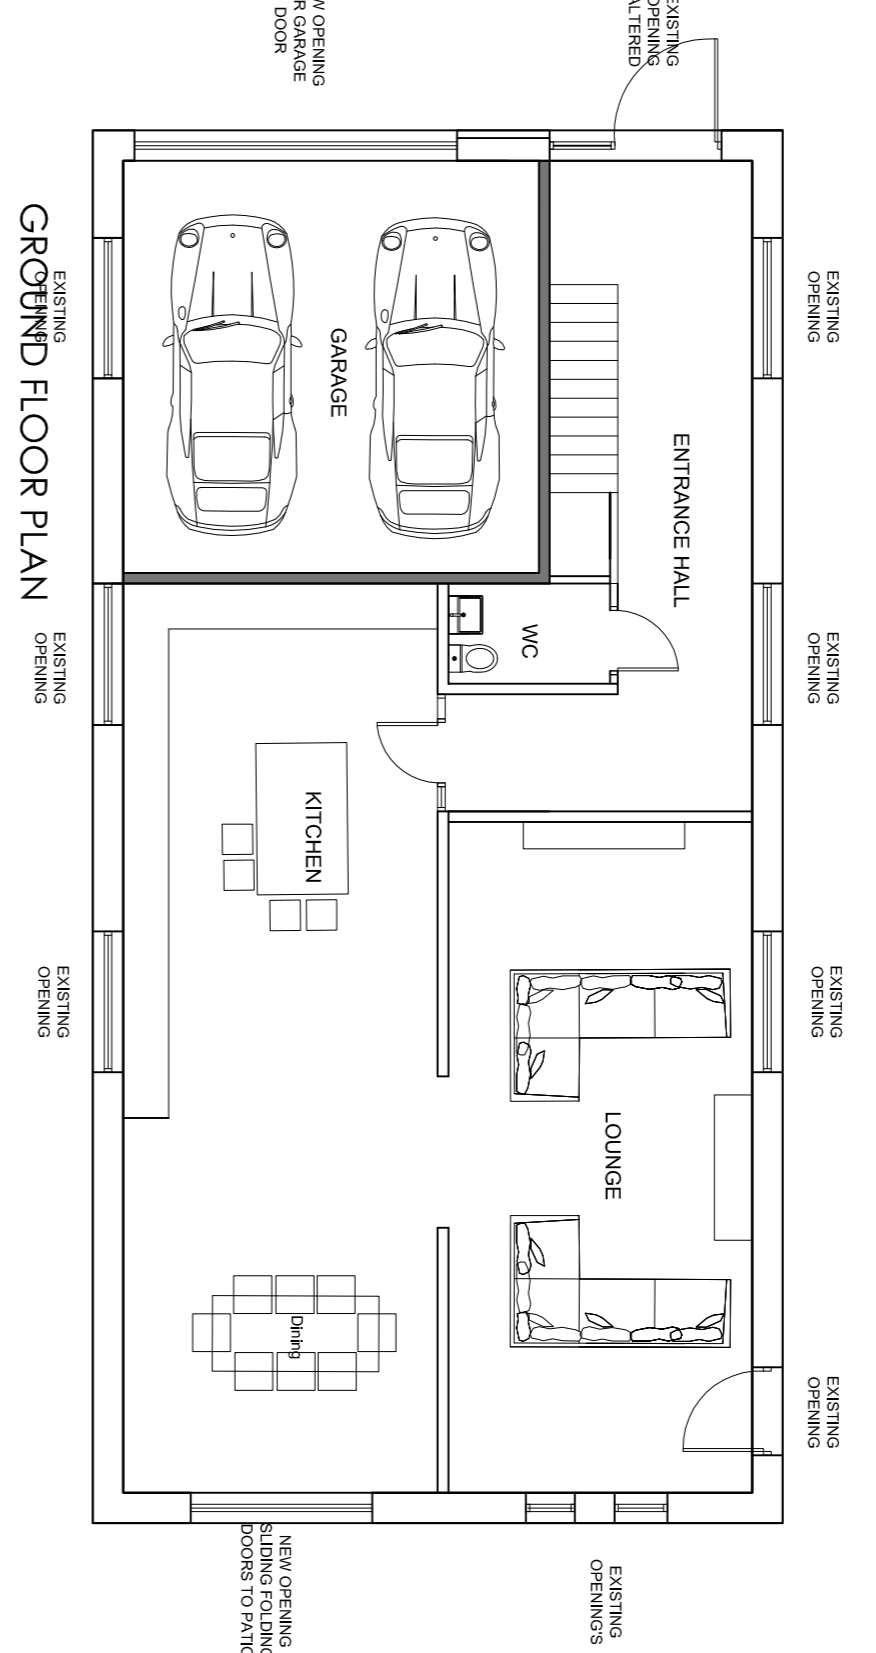 EXISTING
OPENING
EXISTING
OPENING
EXISTING
OPENING
EXISTING
OPENING
EXISTING
OPENING
ALTERED
ENTRANCE HALL
LOUNGE
EXISTING
OPENING'S
WC
GARAGE
W OPENING
R GARAGE
DOOR
KITCHEN
Dining
NEW OPENING
SLIDING FOLDING
DOORS TO PATIO
EXISTING
OPENING
EXISTING
OPENING
EXISTING
OPENING
GROUND FLOOR PLAN